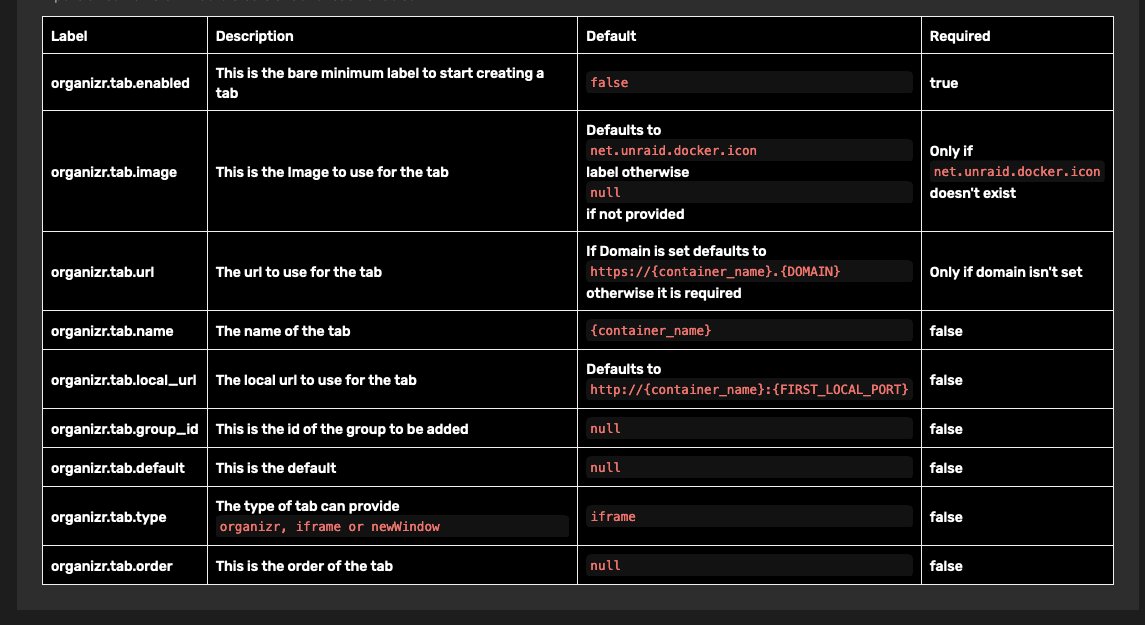 Label Description Default Required
organizr.tab.enabled
This is the bare minimum label to start creating a
tab
false
true
organizr.tab.image
This is the Image to use for the tab
Defaults to
net.unraid.docker.icon
label otherwise
null
if not provided
Only if
net.unraid.docker.icon
doesn't exist
organizr.tab.url
The url to use for the tab
If Domain is set defaults to
https://{container_name}.{DOMAIN}
otherwise it is required
Only if domain isn't set
organizr.tab.name The name of the tab {container_name} false
organizr.tab.local_url
The local url to use for the tab
Defaults to
http://{container_name}:{FIRST_LOCAL_PORT}
false
organizr.tab.group_id This is the id of the group to be added null false
organizr.tab.default This is the default null false
organizr.tab.type
The type of tab can provide
organizr, iframe or newWindow
iframe
false
organizr.tab.order This is the order of the tab null false